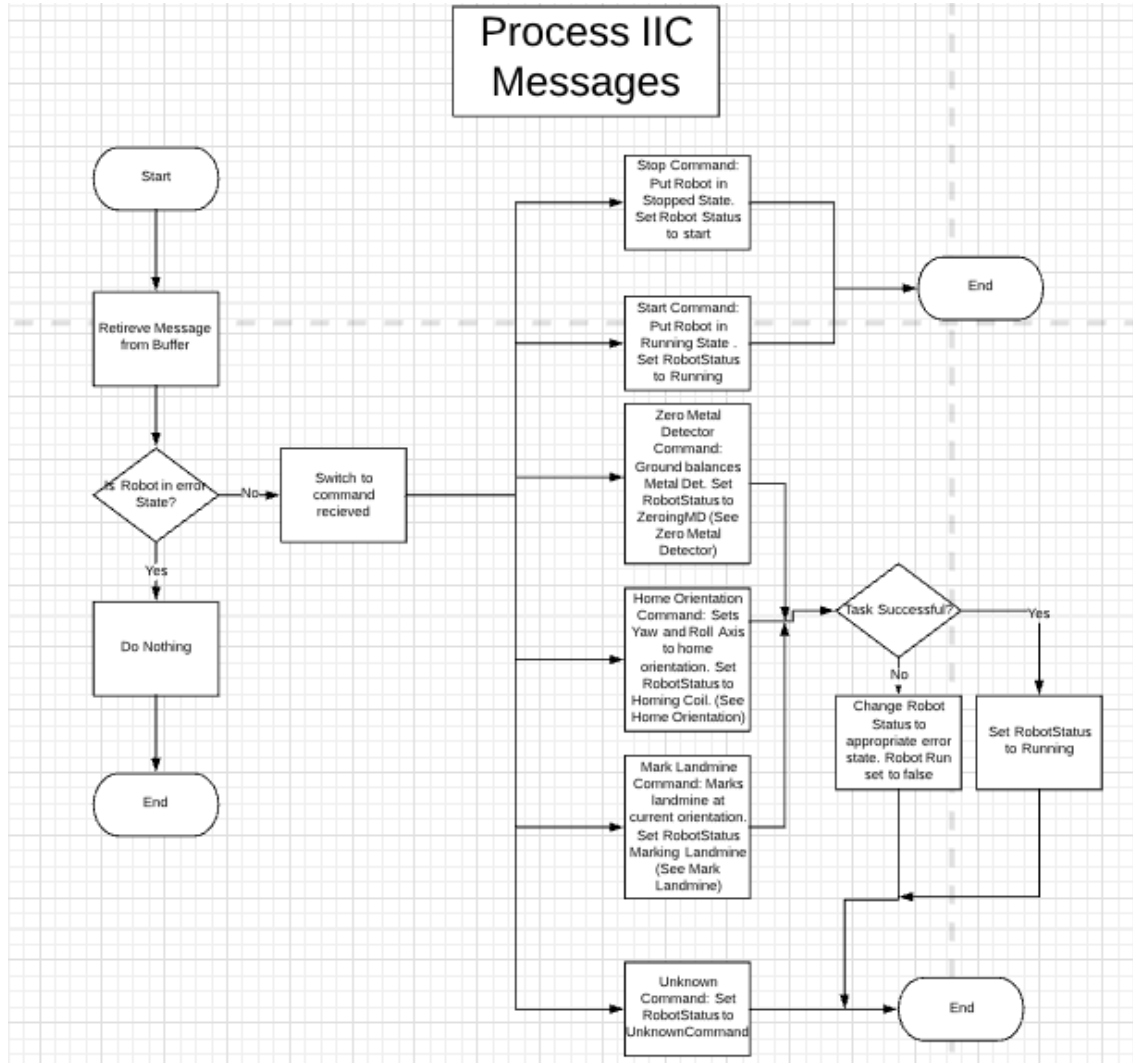 Process IIC
Messages
Start
Retireve Message
from Buffer
Is Robot in error
State?
No
Yes
Do Nothing
End
Switch to
command
recieved
Stop Command:
Put Robot in
Stopped State.
Set Robot Status
to start
Start Command:
Put Robot in
Running State .
Set RobotStatus
to Running
End
Zero Metal
Detector
Command:
Ground balances
Metal Det. Set
RobotStatus to
ZeroingMD (See
Zero Metal
Detector)
Home Orientation
Command: Sets
Yaw and Roll Axis
to home
orientation. Set
RobotStatus to
Homing Coil. (See
Home Orientation)
Mark Landmine
Command: Marks
landmine at
current orientation.
Set RobotStatus
Marking Landmine
(See Mark
Landmine)
Task Successful?
Yes
No
Change Robot
Status to
appropriate error
state. Robot Run
set to false
Set RobotStatus
to Running
Unknown
Command: Set
RobotStatus to
UnknownCommand
End